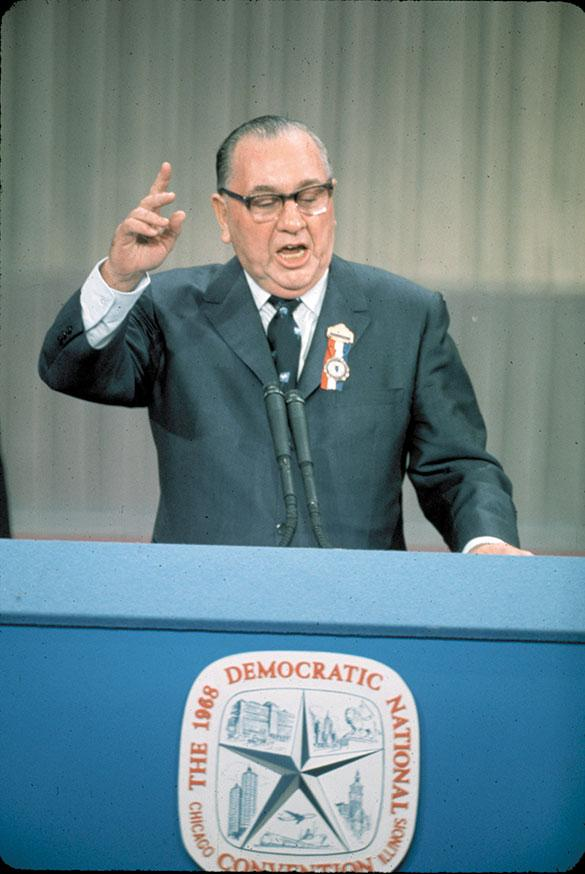 THE 1968 DEMOCRATIC NATIONAL
CONVENTION
CHICAGO
ILLINOIS